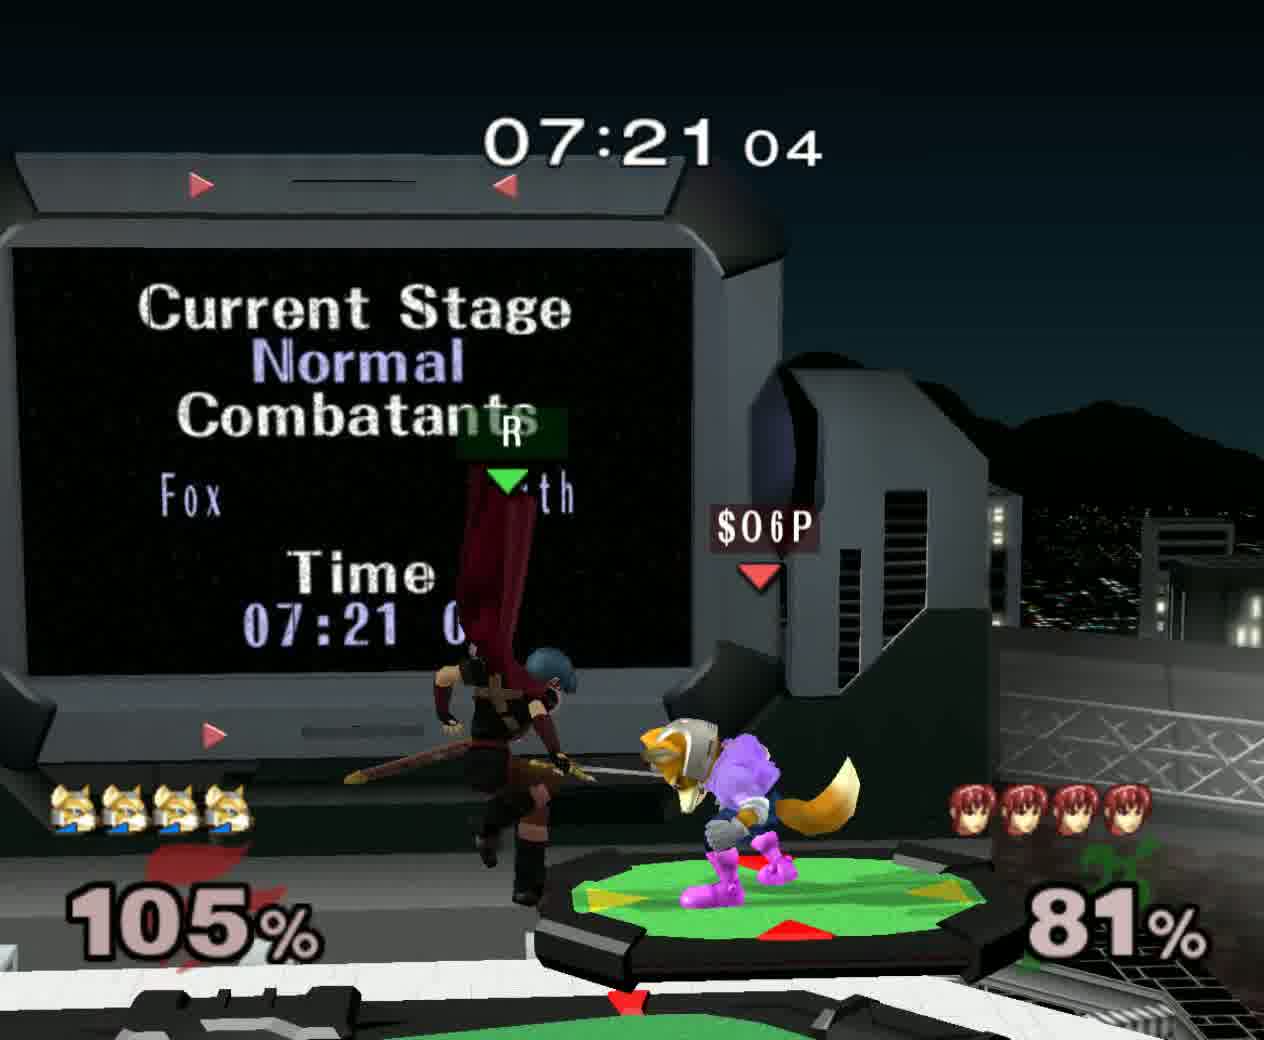 07:21 04
Current Stage
Normal
Combatants
R
Fox
$06P
Time
07:21
105%
81%